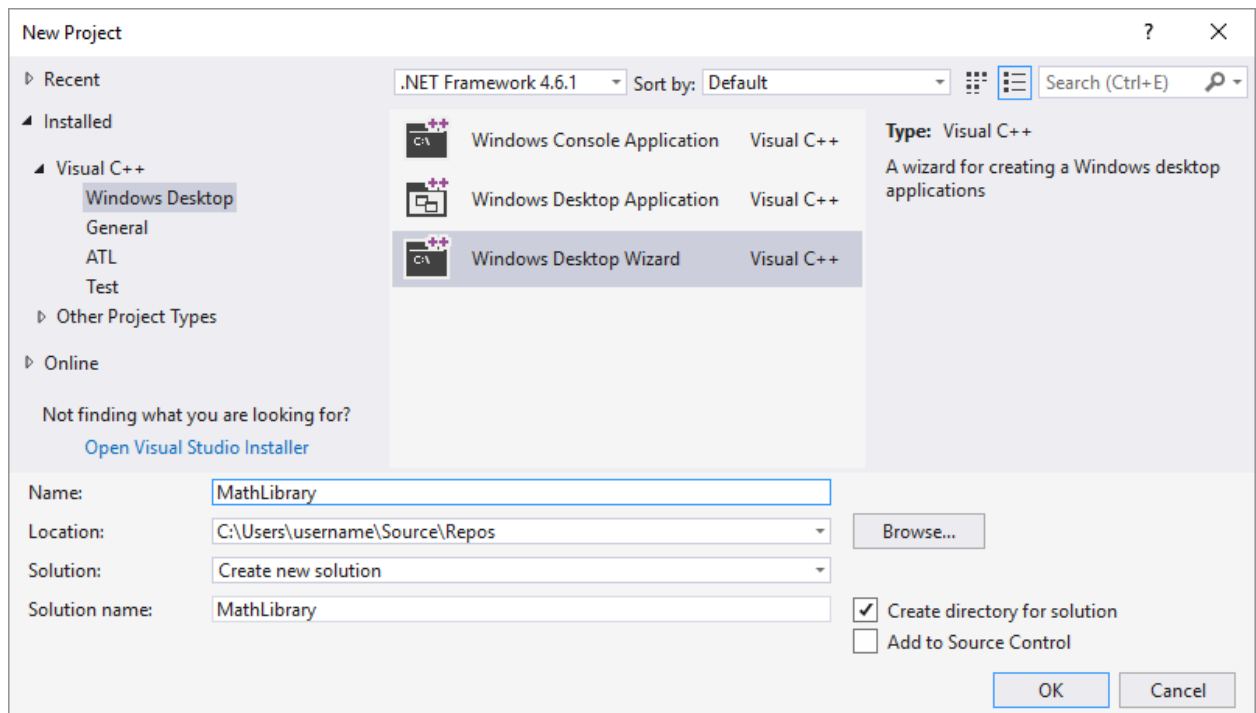 New Project
?
Recent
.NET Framework 4.6.1
Sort by: Default
Search (Ctrl+E)
Installed
Visual C++
Windows Desktop
General
ATL
Test
Other Project Types
Online
Not finding what you are looking for?
Open Visual Studio Installer
C:\
Windows Console Application Visual C++
Windows Desktop Application Visual C++
C:\
Windows Desktop Wizard Visual C++
Type: Visual C++
A wizard for creating a Windows desktop
applications
Name: MathLibrary
Location: C:\Users\username\Source\Repos
Browse...
Solution: Create new solution
Solution name: MathLibrary
Create directory for solution
Add to Source Control
OK
Cancel